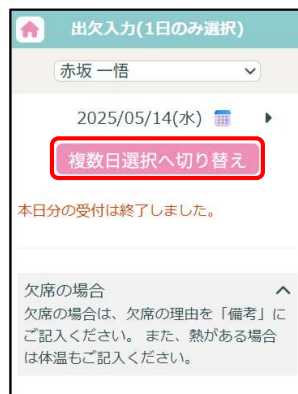 出欠入力(1日のみ選択)
赤坂 一悟
2025/05/14(水)
複数日選択へ切り替え
本日分の受付は終了しました。
欠席の場合
欠席の場合は、欠席の理由を「備考」に
ご記入ください。 また、熱がある場合
は体温もご記入ください。